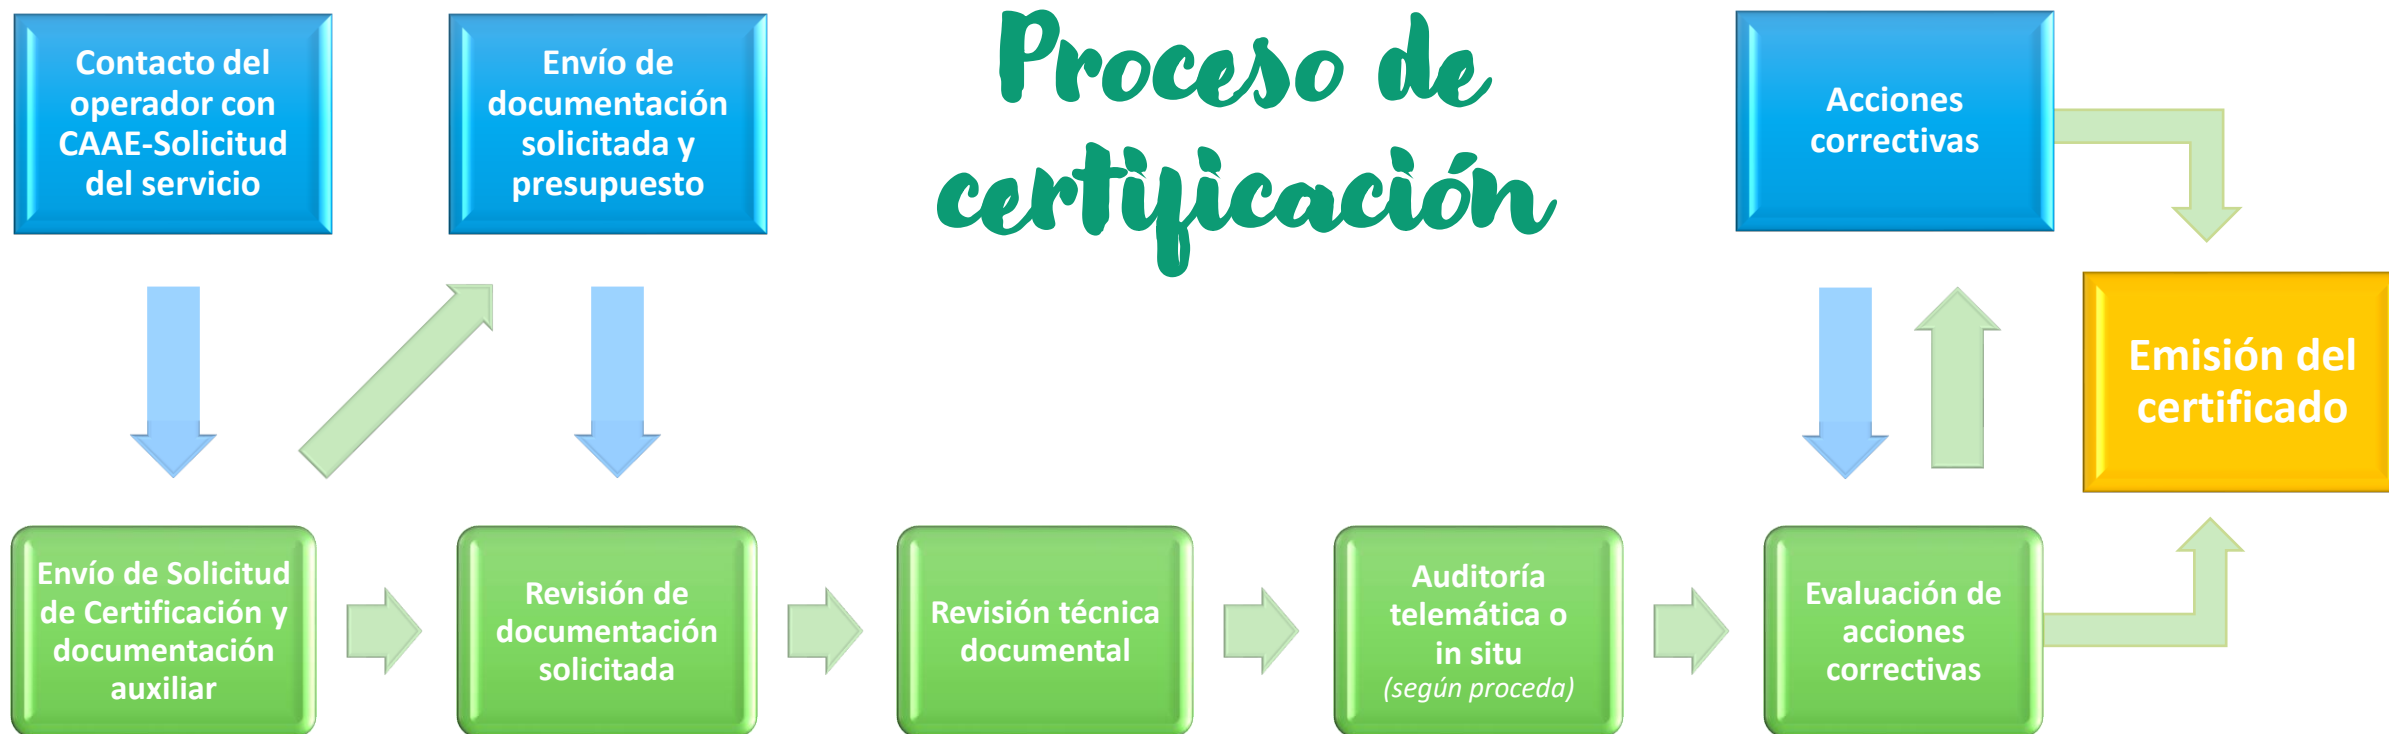 Proceso de
certificación
Contacto del
operador con
CAAE-Solicitud
del servicio
Envío de
documentación
solicitada y
presupuesto
Acciones
correctivas
Emisión del
certificado
Envío de Solicitud
de Certificación y
documentación
auxiliar
Revisión de
documentación
solicitada
Revisión técnica
documental
Auditoría
telemática o
in situ
(según proceda)
Evaluación de
acciones
correctivas